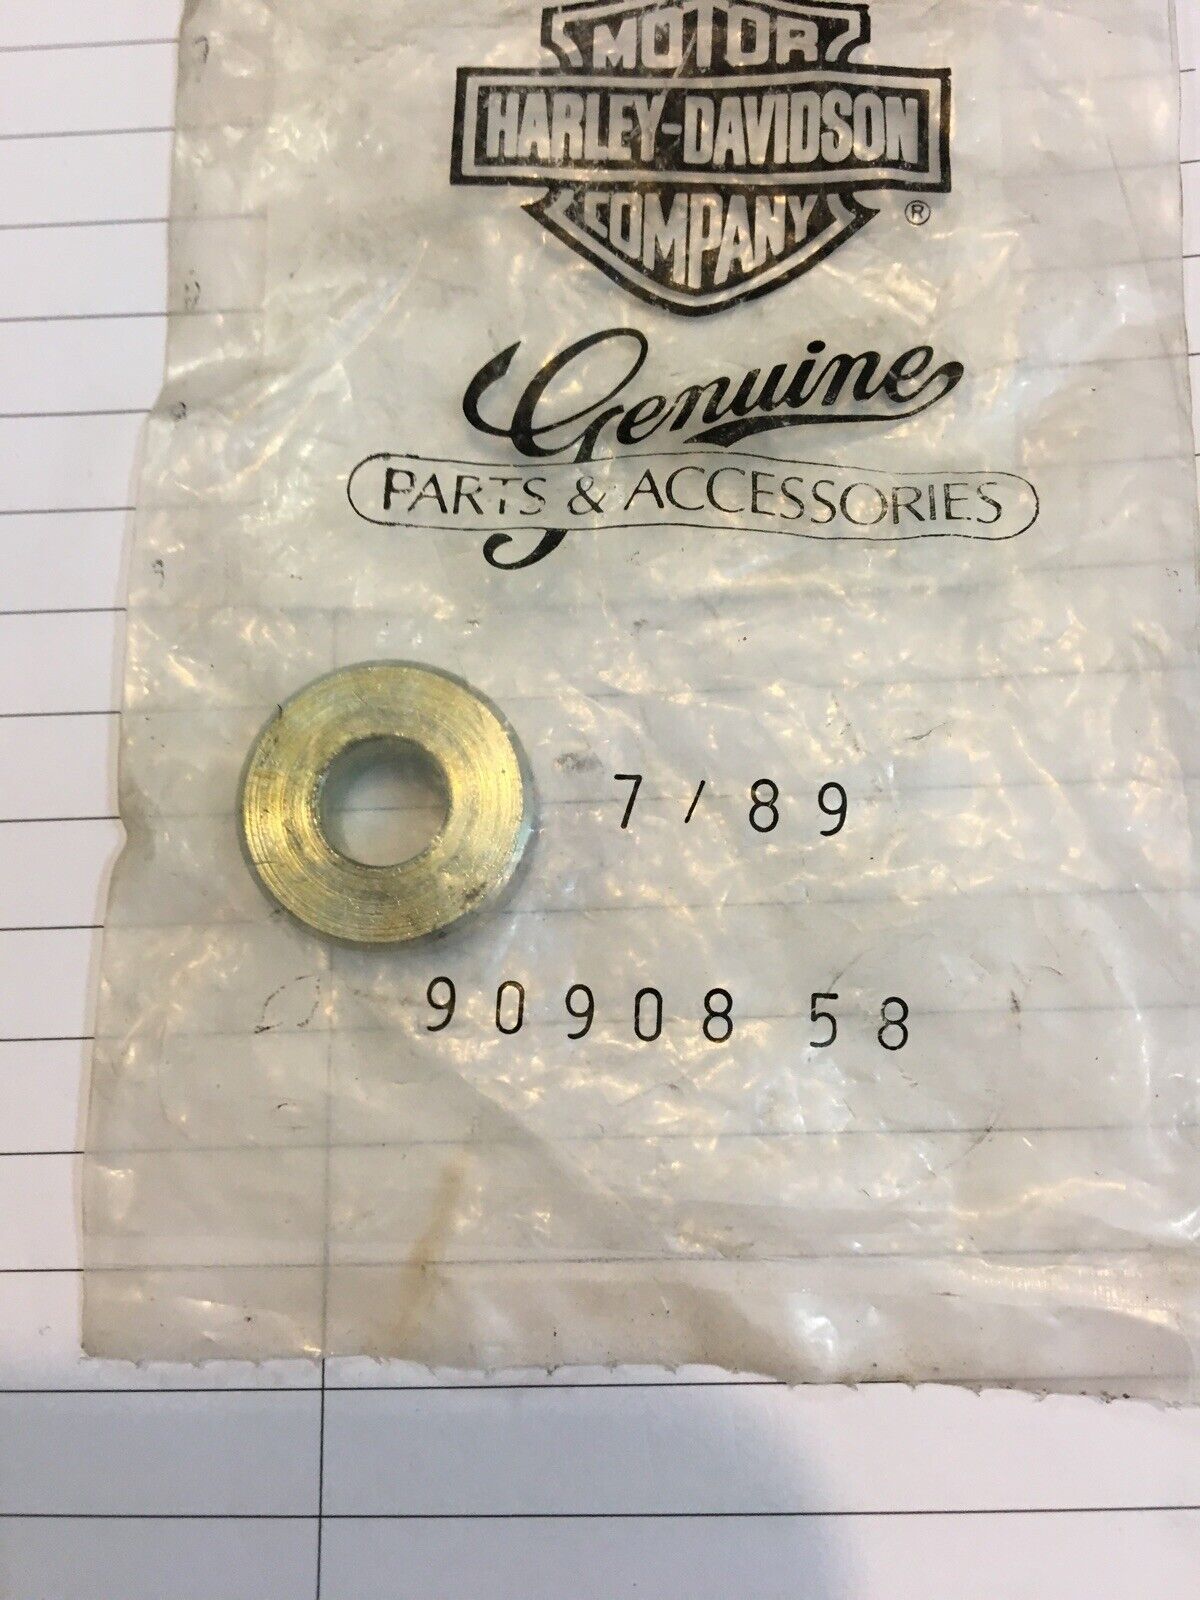 MOTOR
HARLEY-DAVIDSON
COMPANY
®
Genuine
PARTS & ACCESSORIES
7 / 89
90908 58